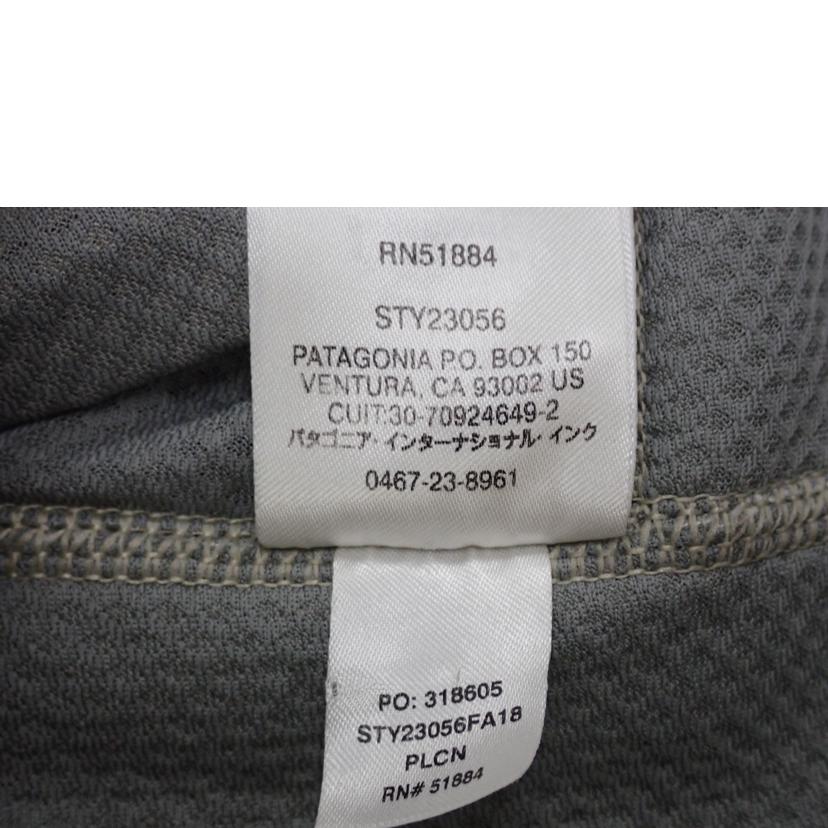 RN51884
STY23056
PATAGONIA P.O. BOX 150
VENTURA, CA 93002 US
CUIT:30-70924649-2
パタゴニア・インターナショナル・インク
0467-23-8961
PO: 318605
STY23056FA18
PLCN
RN# 51884